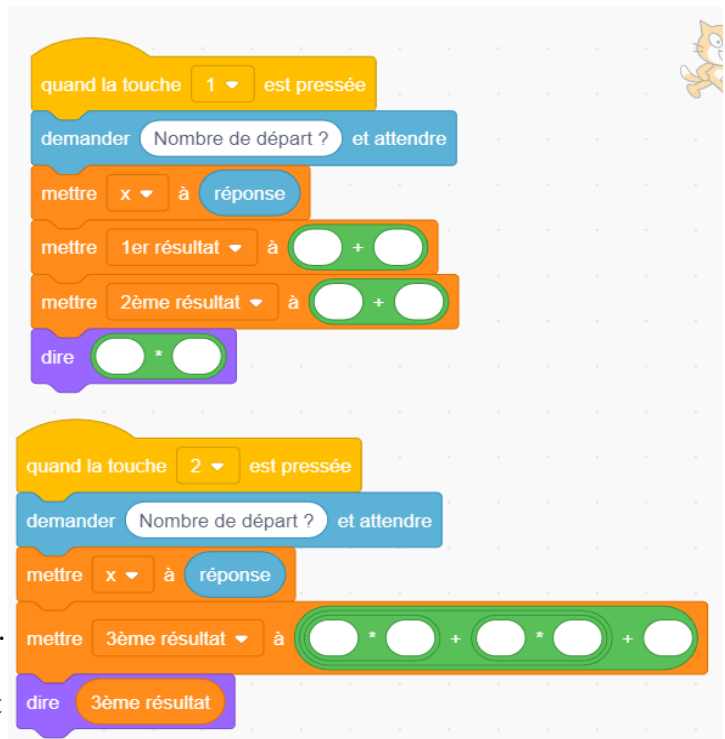 quand la touche 1 est pressée
demander Nombre de départ ? et attendre
mettre x à réponse
mettre 1er résultat à +
mettre 2ème résultat à +
dire *
quand la touche 2 est pressée
demander Nombre de départ ? et attendre
mettre x à réponse
. mettre 3ème résultat à * + * +
dire 3ème résultat